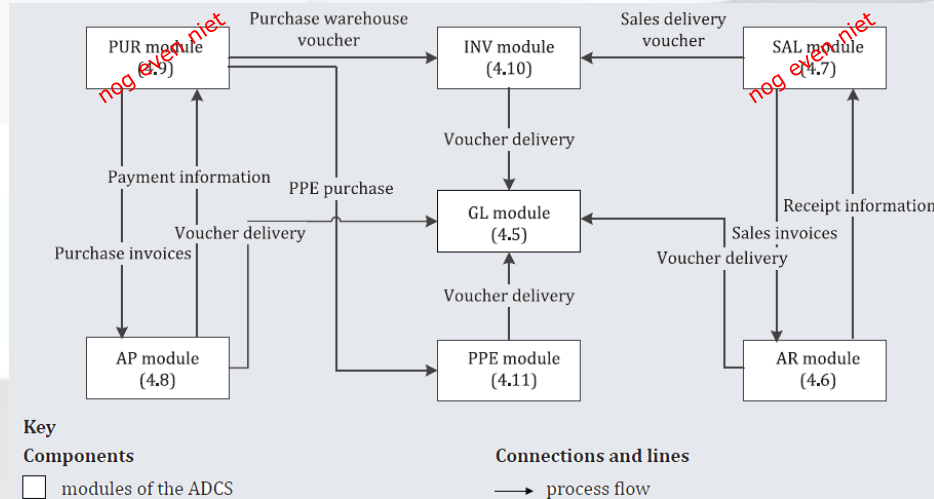 Purchase warehouse
voucher
Sales delivery
voucher
PUR module
(4.9)
nog even niet
INV module
(4.10)
SAL module
(4.7)
nog even niet
Voucher delivery
Payment information
PPE purchase
GL module
(4.5)
Receipt information
Voucher delivery
Sales invoices
Purchase invoices
Voucher delivery
Voucher delivery
AP module
(4.8)
PPE module
(4.11)
AR module
(4.6)
Key
Components
Connections and lines
modules of the ADCS
process flow